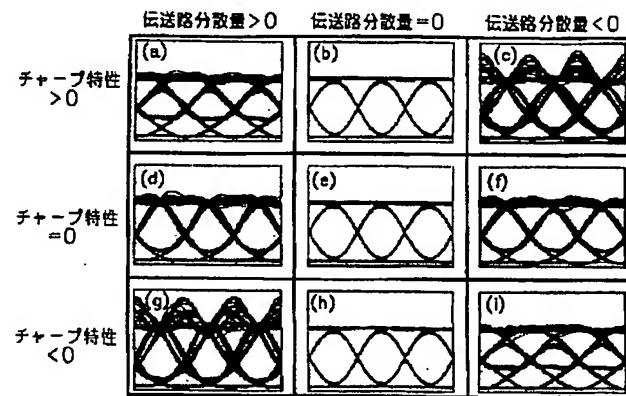 伝送路分散量>0 伝送路分散量=0 伝送路分散量<0
チャープ特性
>0
(a) (b) (c)
チャープ特性
=0
(d) (e) (f)
チャープ特性
<0
(g) (h) (i)